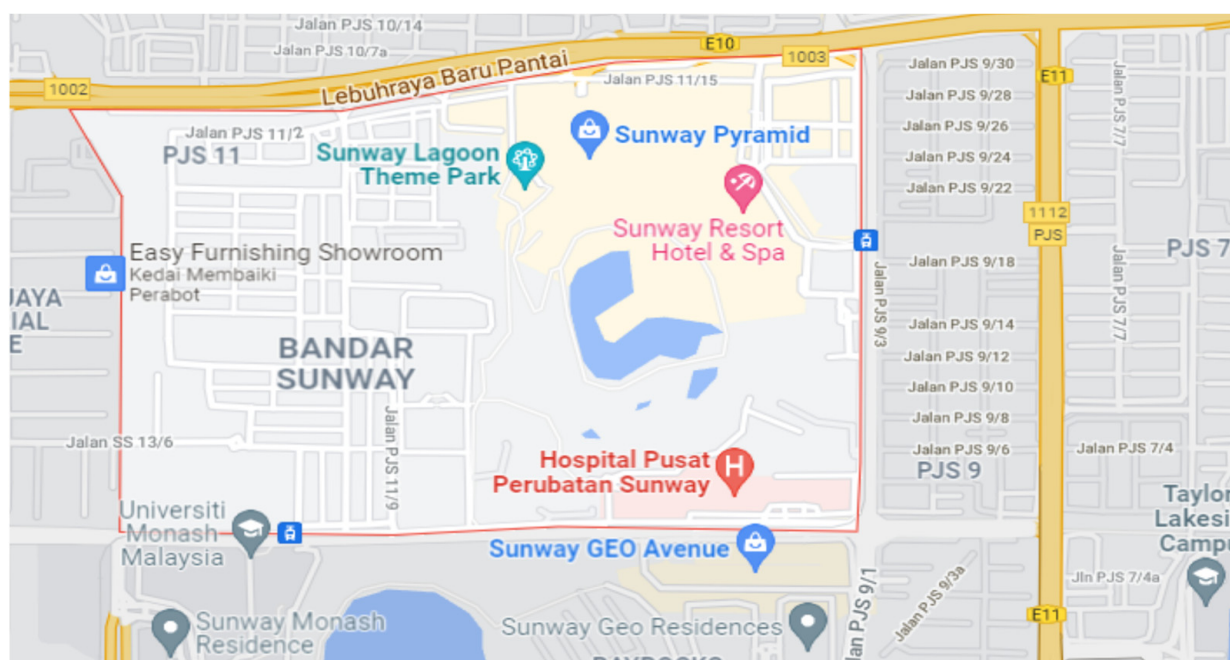 Jalan PJS 10/14
Jalan PJS 10/7a
E10
1003
1002
Lebuhraya Baru Pantai
Jalan PJS 11/15
Jalan PJS 9/30
E11
Jalan PJS 9/28
Jalan PJS 7/7
Jalan PJS 11/2
PJS 11
Sunway Pyramid
Jalan PJS 9/26
Sunway Lagoon
Theme Park
Jalan PJS 9/24
Jalan PJS 9/22
1112
PJS
Sunway Resort
Hotel & Spa
Easy Furnishing Showroom
Kedai Membaiki
Perabot
PJS 7
Jalan PJS 9/18
Jalan PJS 9/3
JAYA
IAL
E
Jalan PJS 9/14
Jalan PJS 7/7
BANDAR
SUNWAY
Jalan PJS 9/12
Jalan PJS 9/10
Jalan PJS 9/8
Jalan PJS 11/9
Jalan SS 13/6
Jalan PJS 9/6
Jalan PJS 7/4
PJS 9
Hospital Pusat
Perubatan Sunway
H
Universiti
Monash
Malaysia
Sunway GEO Avenue
Taylor
Lakesi
Campu
Jln PJS 7/4a
Jalan PJS 9/3a
Jalan PJS 9/1
E11
Sunway Monash
Residence
Sunway Geo Residences